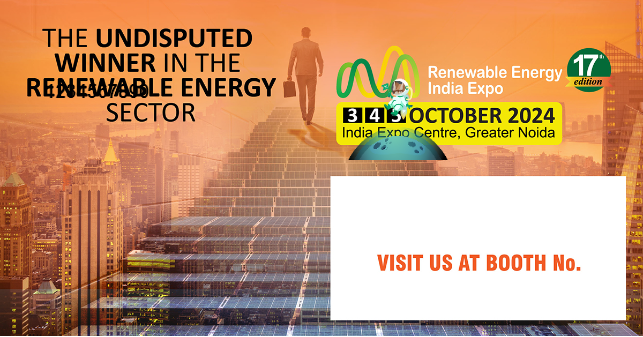 THE UNDISPUTED
WINNER IN THE
RENEWABLE ENERGY
SECTOR
Renewable Energy
India Expo
17th
edition
3 4 5 OCTOBER 2024
India Expo Centre, Greater Noida
VISIT US AT BOOTH No.